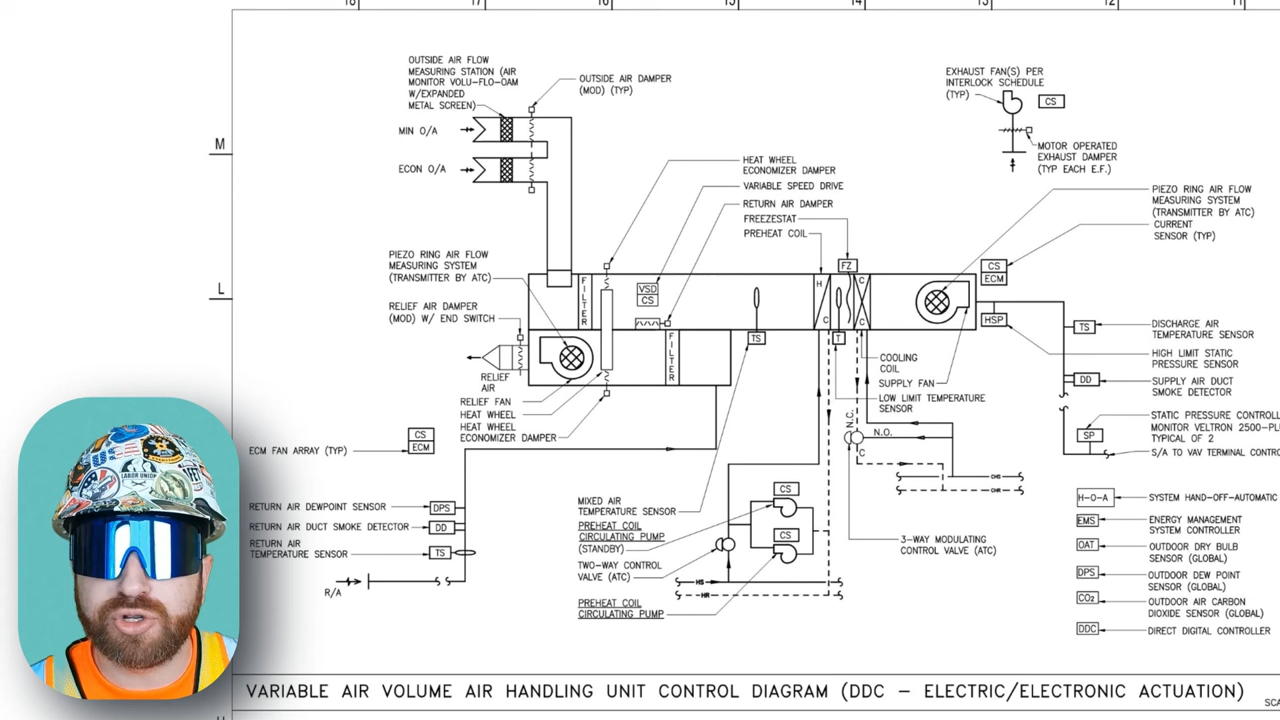 18
17
16
15
14
13
12
11
M
L
OUTSIDE AIR FLOW
MEASURING STATION (AIR
MONITOR VOLU-FLO-OAM
W/EXPANDED
METAL SCREEN)
OUTSIDE AIR DAMPER
(MOD) (TYP)
MIN O/A
ECON O/A
EXHAUST FAN(S) PER
INTERLOCK SCHEDULE
(TYP)
CS
MOTOR OPERATED
EXHAUST DAMPER
(TYP EACH E.F.)
HEAT WHEEL
ECONOMIZER DAMPER
VARIABLE SPEED DRIVE
RETURN AIR DAMPER
FREEZESTAT
PREHEAT COIL
PIEZO RING AIR FLOW
MEASURING SYSTEM
(TRANSMITTER BY ATC)
CURRENT
SENSOR (TYP)
PIEZO RING AIR FLOW
MEASURING SYSTEM
(TRANSMITTER BY ATC)
RELIEF AIR DAMPER
(MOD) W/ END SWITCH
FILTER
VSD
CS
FZ
H
C
C
C
CS
ECM
HSP
TS
T
FILTER
RELIEF
AIR
RELIEF FAN
HEAT WHEEL
HEAT WHEEL
ECONOMIZER DAMPER
COOLING
COIL
SUPPLY FAN
LOW LIMIT TEMPERATURE
SENSOR
TS
DISCHARGE AIR
TEMPERATURE SENSOR
HIGH LIMIT STATIC
PRESSURE SENSOR
DD
SUPPLY AIR DUCT
SMOKE DETECTOR
SP
STATIC PRESSURE CONTROLL
MONITOR VELTRON 2500-PLU
TYPICAL OF 2
S/A TO VAV TERMINAL CONTRO
ECM FAN ARRAY (TYP)
CS
ECM
N.C.
N.O.
C
CHS
CHR
RETURN AIR DEWPOINT SENSOR
DPS
RETURN AIR DUCT SMOKE DETECTOR
DD
RETURN AIR
TEMPERATURE SENSOR
TS
R/A
MIXED AIR
TEMPERATURE SENSOR
PREHEAT COIL
CIRCULATING PUMP
(STANDBY)
TWO-WAY CONTROL
VALVE (ATC)
PREHEAT COIL
CIRCULATING PUMP
CS
CS
HS
HR
3-WAY MODULATING
CONTROL VALVE (ATC)
H-O-A
SYSTEM HAND-OFF-AUTOMATIC
EMS
ENERGY MANAGEMENT
SYSTEM CONTROLLER
OAT
OUTDOOR DRY BULB
SENSOR (GLOBAL)
DPS
OUTDOOR DEW POINT
SENSOR (GLOBAL)
CO2
OUTDOOR AIR CARBON
DIOXIDE SENSOR (GLOBAL)
DDC
DIRECT DIGITAL CONTROLLER
LABOR UNION
VARIABLE AIR VOLUME AIR HANDLING UNIT CONTROL DIAGRAM (DDC - ELECTRIC/ELECTRONIC ACTUATION)
SCA